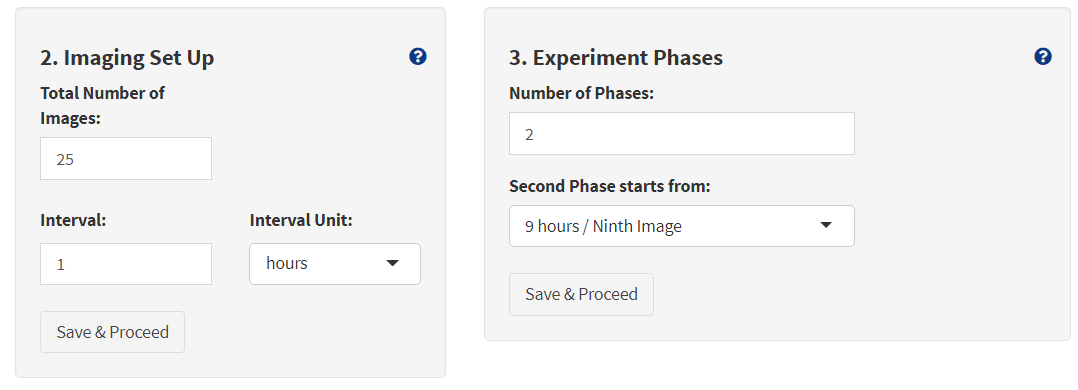 2. Imaging Set Up
?
Total Number of
Images:
25
Interval:
Interval Unit:
1
hours
Save & Proceed
3. Experiment Phases
?
Number of Phases:
2
Second Phase starts from:
9 hours / Ninth Image
Save & Proceed